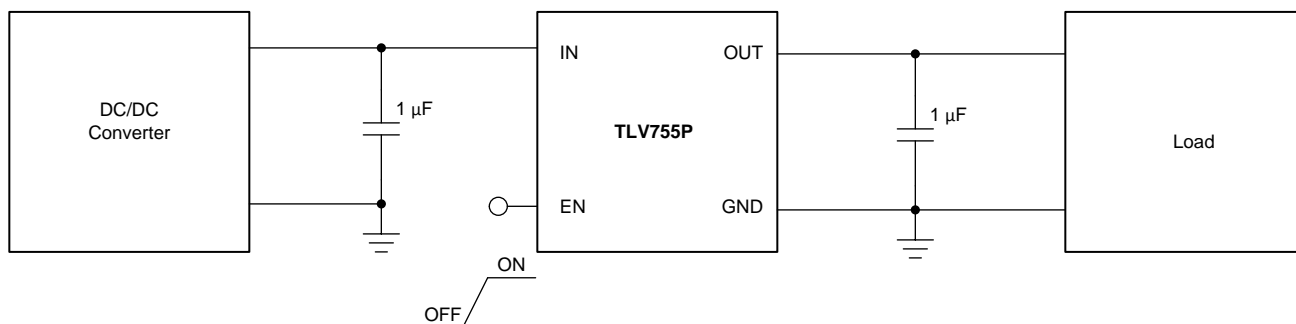 DC/DC
Converter
1 µF
IN
OUT
TLV755P
EN
GND
1 µF
Load
ON
OFF